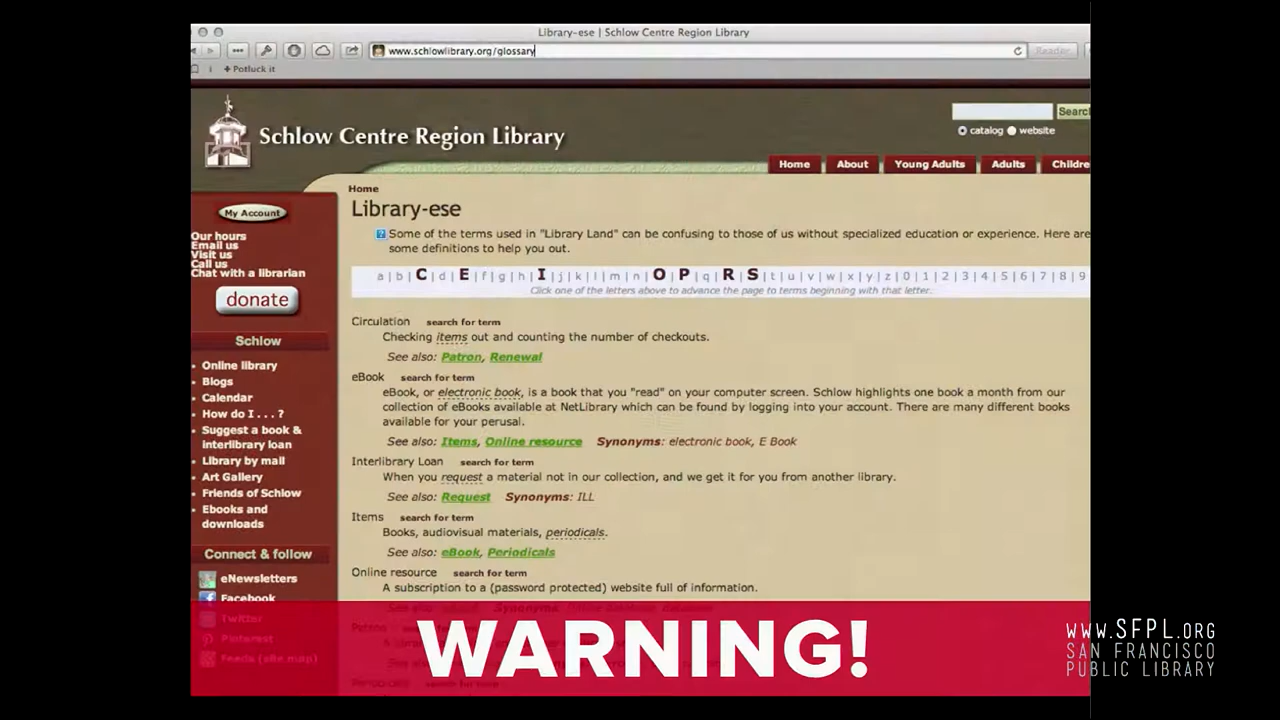 Library-ese | Schlow Centre Region Library
www.schlowlibrary.org/glossary
Reader
+ Potluck it
Schlow Centre Region Library
Search
catalog website
Home About Young Adults Adults Childre
My Account
Our hours
Email us
Visit us
Call us
Chat with a librarian
donate
Schlow
Online library
Blogs
Calendar
How do I . . . ?
Suggest a book &
interlibrary loan
Library by mail
Art Gallery
Friends of Schlow
Ebooks and
downloads
Connect & follow
eNewsletters
Facebook
Twitter
Pinterest
Feeds (site map)
Home
Library-ese
Some of the terms used in "Library Land" can be confusing to those of us without specialized education or experience. Here are
some definitions to help you out.
a | b | C | d | E | f | g | h | I | j | k | l | m | n | O | P | q | R | S | t | u | v | w | x | y | z | 0 | 1 | 2 | 3 | 4 | 5 | 6 | 7 | 8 | 9
Click one of the letters above to advance the page to terms beginning with that letter.
Circulation search for term
Checking items out and counting the number of checkouts.
See also: Patron, Renewal
eBook search for term
eBook, or electronic book, is a book that you "read" on your computer screen. Schlow highlights one book a month from our
collection of eBooks available at NetLibrary which can be found by logging into your account. There are many different books
available for your perusal.
See also: Items, Online resource Synonyms: electronic book, E Book
Interlibrary Loan search for term
When you request a material not in our collection, and we get it for you from another library.
See also: Request Synonyms: ILL
Items search for term
Books, audiovisual materials, periodicals.
See also: eBook, Periodicals
Online resource search for term
A subscription to a (password protected) website full of information.
WARNING!
WWW.SFPL.ORG
SAN FRANCISCO
PUBLIC LIBRARY